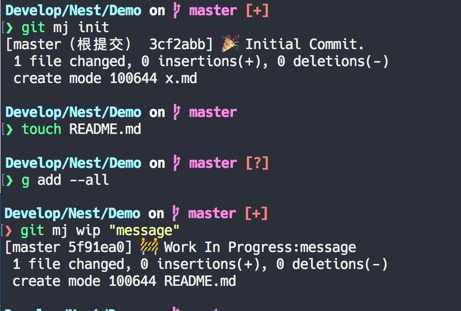 Develop/Nest/Demo on master [+]
❯ git mj init
[master (根提交) 3cf2abb] 🎉 Initial Commit.
1 file changed, 0 insertions(+), 0 deletions(-)
create mode 100644 x.md
Develop/Nest/Demo on master
❯ touch README.md
Develop/Nest/Demo on master [?]
❯ g add --all
Develop/Nest/Demo on master [+]
❯ git mj wip "message"
[master 5f91ea0] 🚧 Work In Progress:message
1 file changed, 0 insertions(+), 0 deletions(-)
create mode 100644 README.md